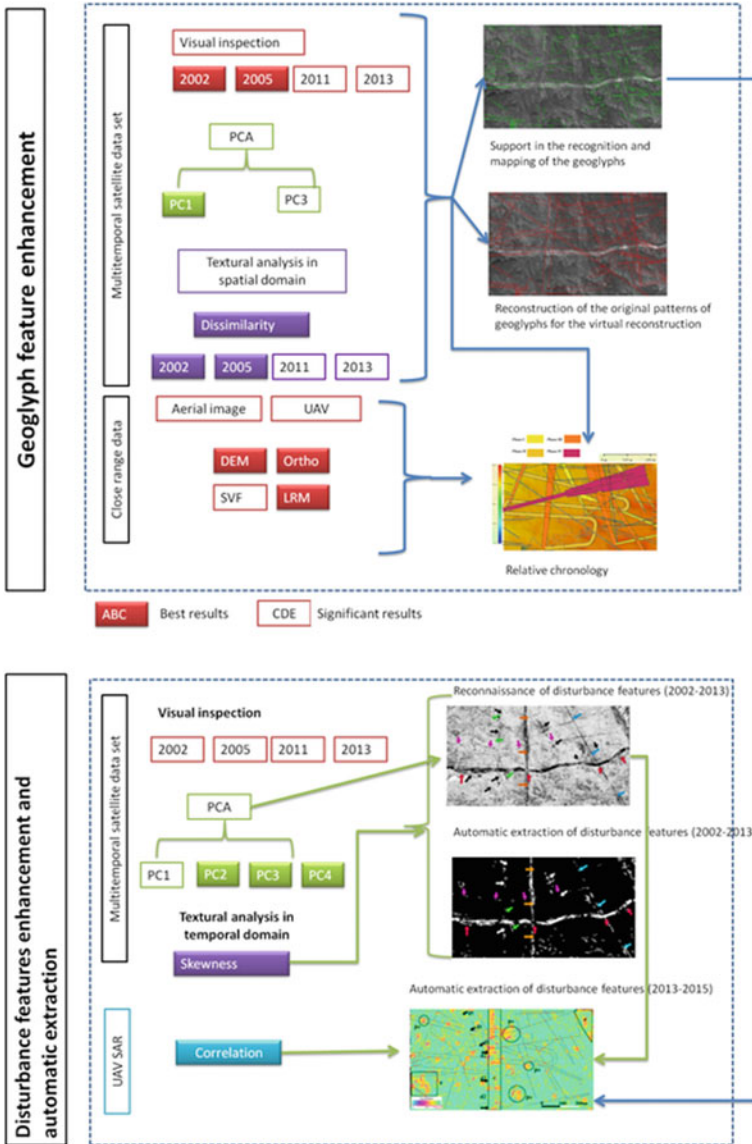 Geoglyph feature enhancement
Multitemporal satellite data set
Visual inspection
2002 2005 2011 2013
PCA
PC1 PC3
Textural analysis in
spatial domain
Dissimilarity
2002 2005 2011 2013
Support in the recognition and
mapping of the geoglyphs
Reconstruction of the original patterns of
geoglyphs for the virtual reconstruction
Close range data
Aerial image UAV
DEM Ortho
SVF LRM
Relative chronology
ABC Best results CDE Significant results
Disturbance features enhancement and
automatic extraction
Multitemporal satellite data set
Visual inspection
2002 2005 2011 2013
PCA
PC1 PC2 PC3 PC4
Textural analysis in
temporal domain
Skewness
Reconnaissance of disturbance features (2002-2013)
Automatic extraction of disturbance features (2002-2013
UAV SAR
Correlation
Automatic extraction of disturbance features (2013-2015)